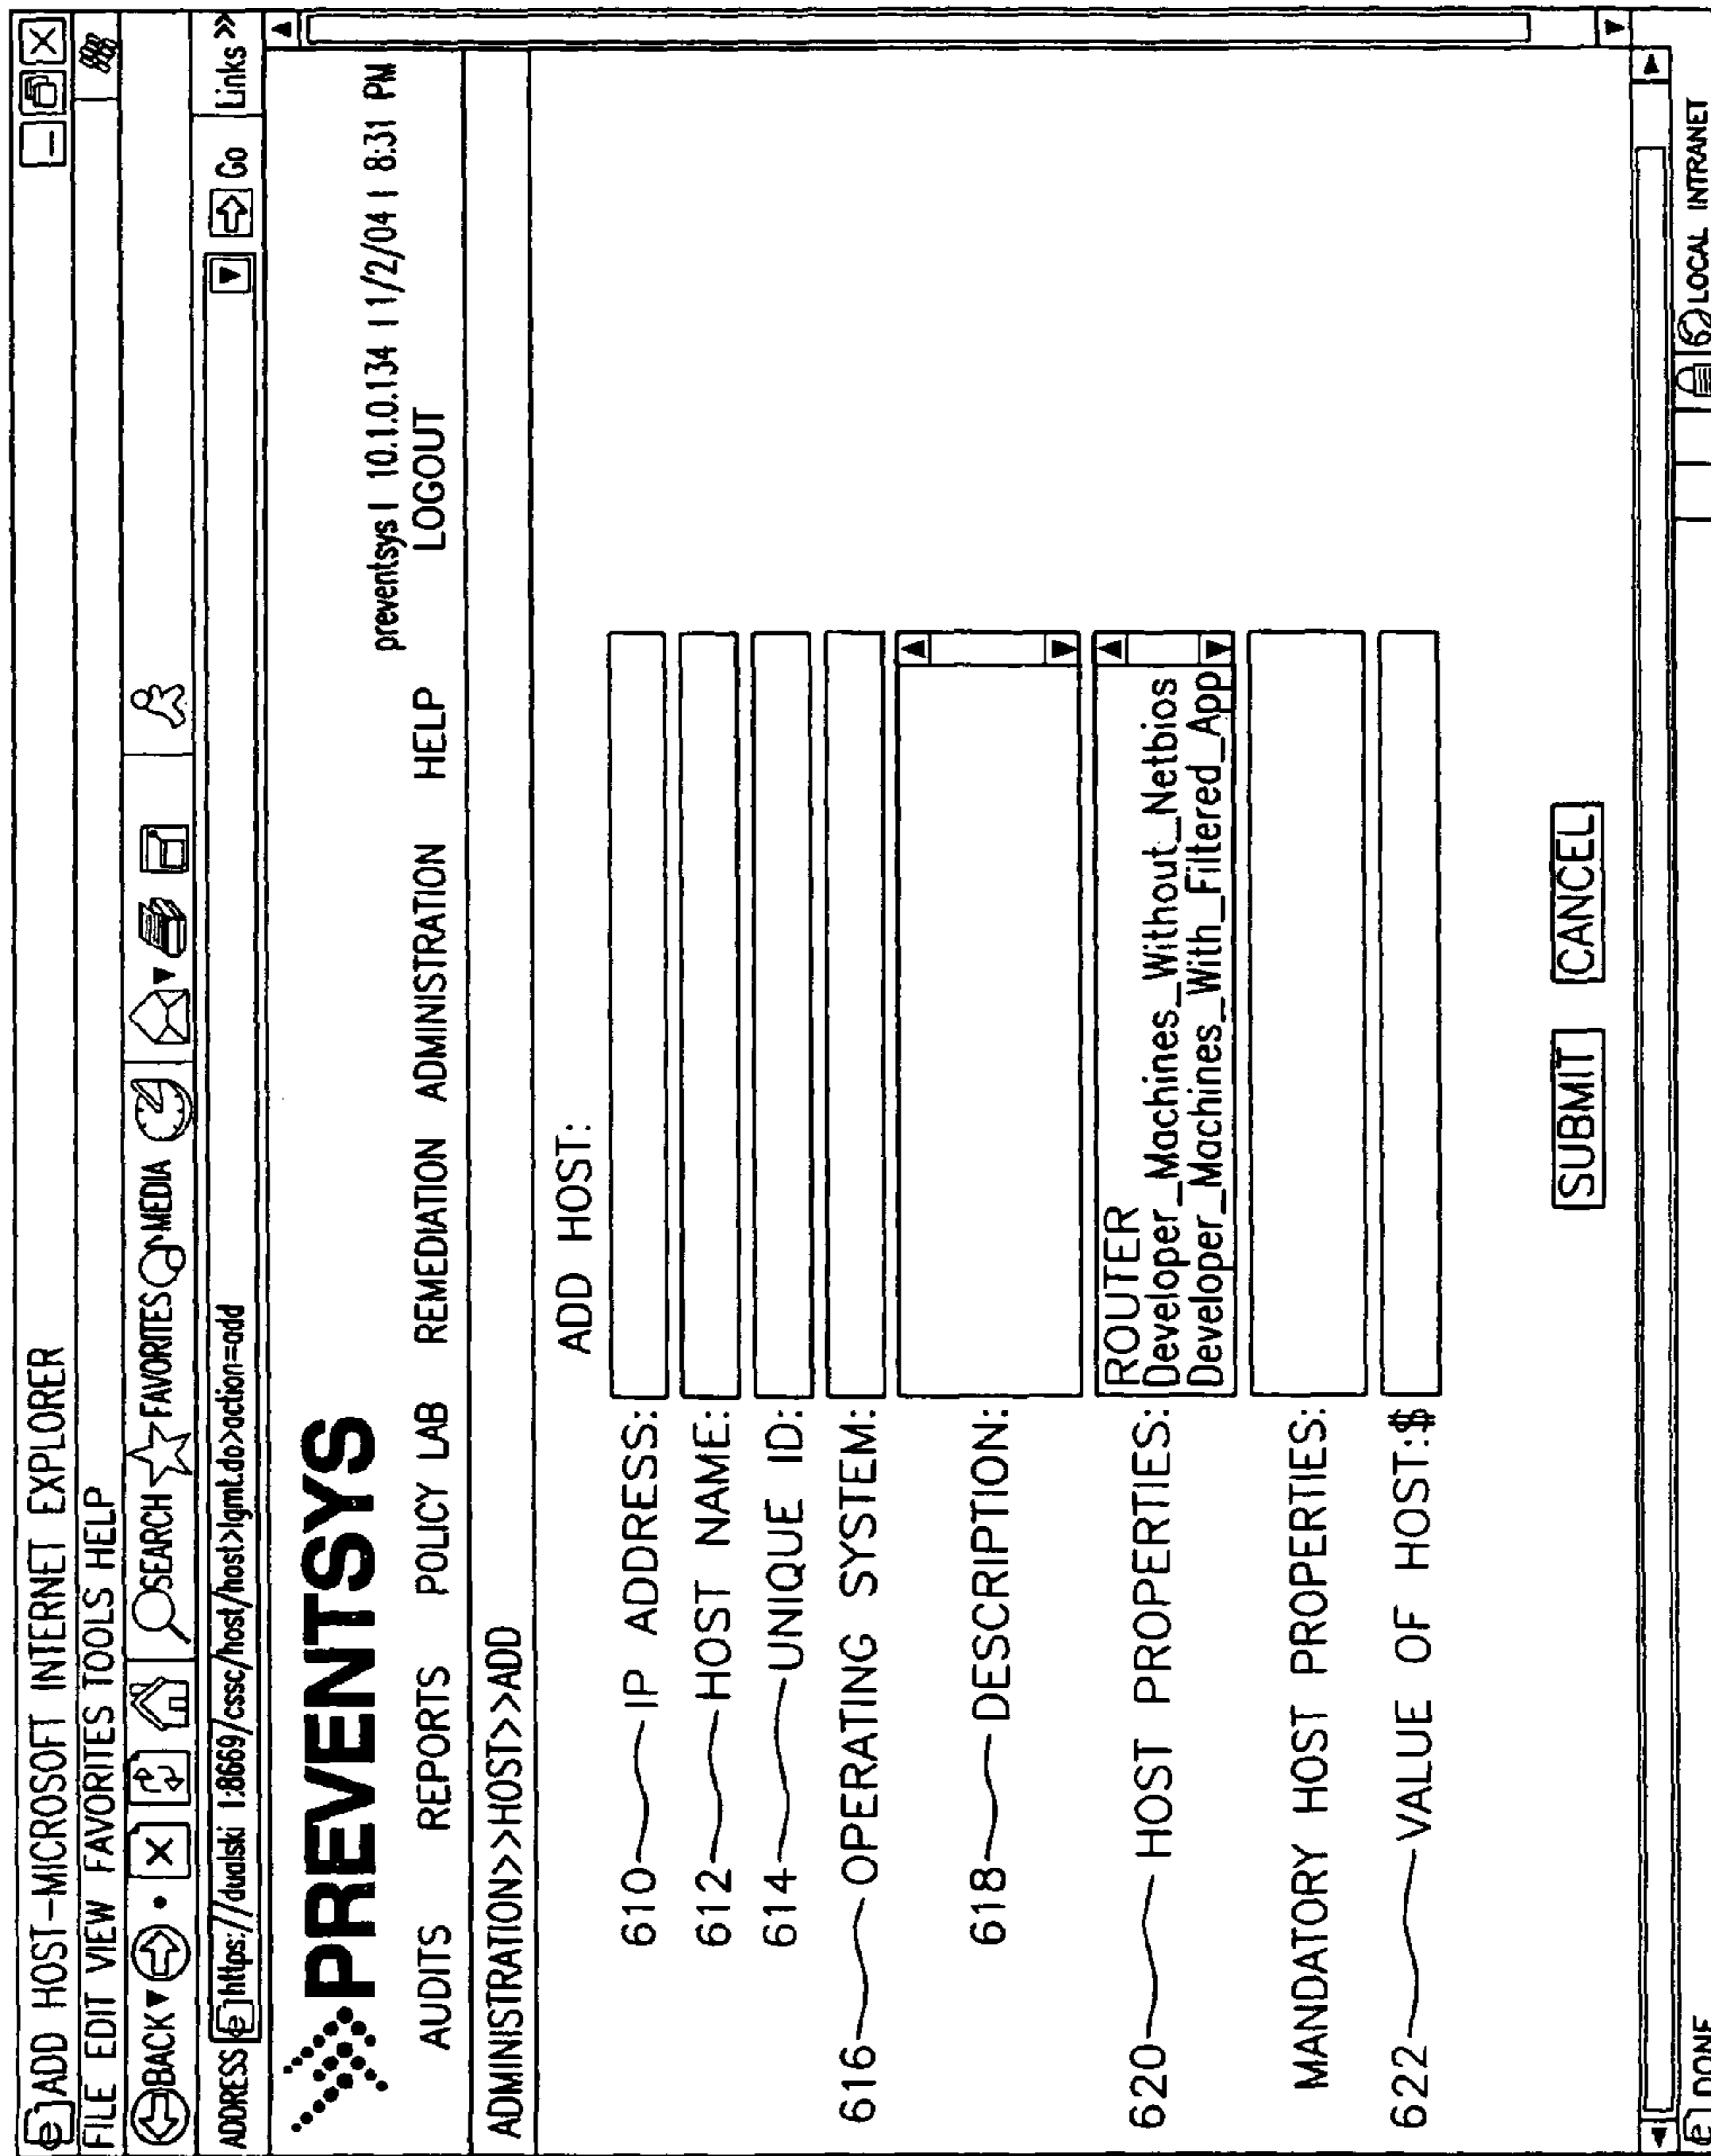 ADD HOST-MICROSOFT INTERNET EXPLORER
FILE EDIT VIEW FAVORITES TOOLS HELP
BACK SEARCH FAVORITES MEDIA
ADDRESS https://dualski 1:8669/cssc/host/host>lgmt.do>action=add Go Links >>
PREVENTSYS
preventsys | 10.1.0.134 | 1/2/04 | 8:31 PM
AUDITS REPORTS POLICY LAB REMEDIATION ADMINISTRATION HELP LOGOUT
ADMINISTRATION>>HOST>>ADD
ADD HOST:
610 IP ADDRESS:
612 HOST NAME:
614 UNIQUE ID:
616 OPERATING SYSTEM:
618 DESCRIPTION:
620 HOST PROPERTIES:
ROUTER
Developer_Machines_Without_Netbios
Developer_Machines_With_Filtered_App
MANDATORY HOST PROPERTIES:
622 VALUE OF HOST:$
SUBMIT CANCEL
DONE LOCAL INTRANET